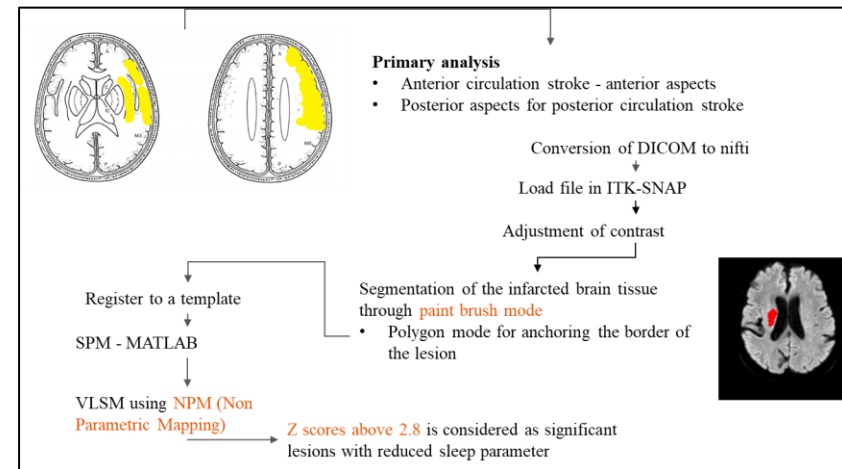 Primary analysis
• Anterior circulation stroke - anterior aspects
• Posterior aspects for posterior circulation stroke
Conversion of DICOM to nifti
Load file in ITK-SNAP
Adjustment of contrast
Segmentation of the infarcted brain tissue
through paint brush mode
• Polygon mode for anchoring the border of
the lesion
Register to a template
SPM - MATLAB
VLSM using NPM (Non
Parametric Mapping)
Z scores above 2.8 is considered as significant
lesions with reduced sleep parameter